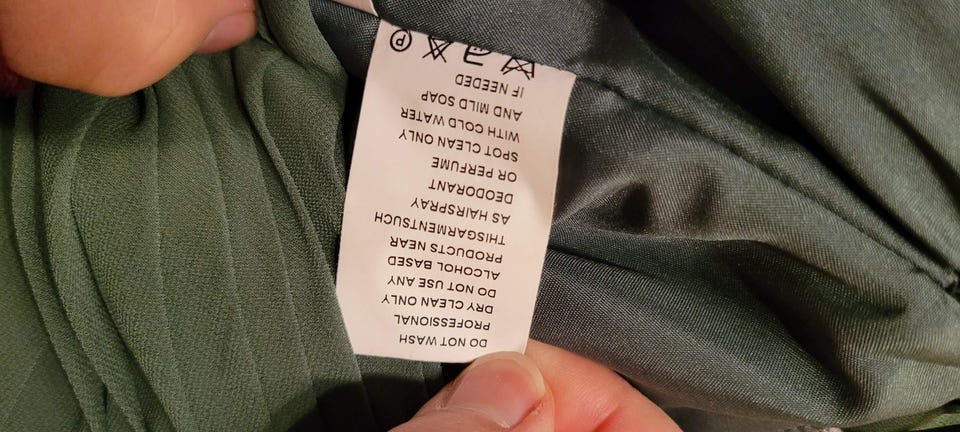 DO NOT WASH
PROFESSIONAL
DRY CLEAN ONLY
DO NOT USE ANY
ALCOHOL BASED
PRODUCTS NEAR
THISGARMENTSUCH
AS HAIRSPRAY
DEODORANT
OR PERFUME
SPOT CLEAN ONLY
WITH COLD WATER
AND MILD SOAP
IF NEEDED
P